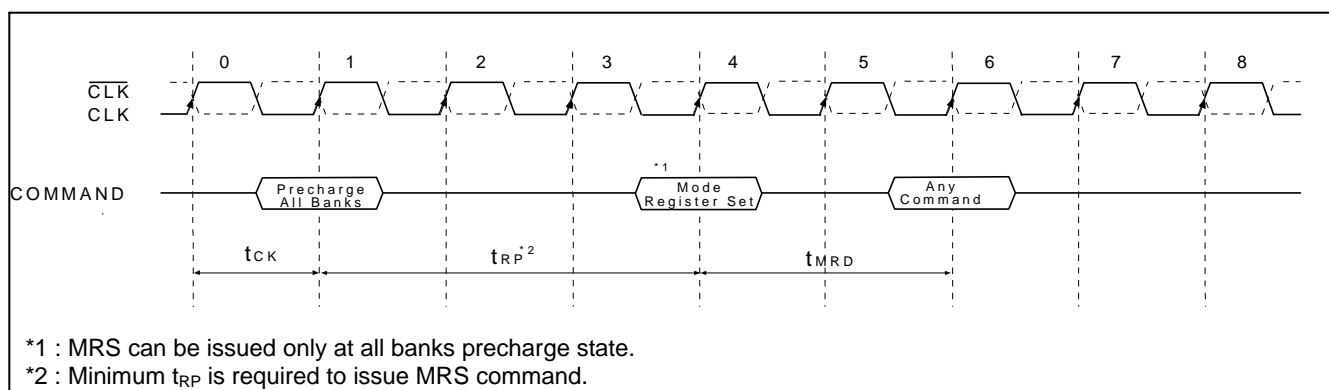 0 1 2 3 4 5 6 7 8
CLK
CLK
*1
COMMAND
Precharge
All Banks
Mode
Register Set
Any
Command
tCK
tRP*2
tMRD
*1 : MRS can be issued only at all banks precharge state.
*2 : Minimum tRP is required to issue MRS command.